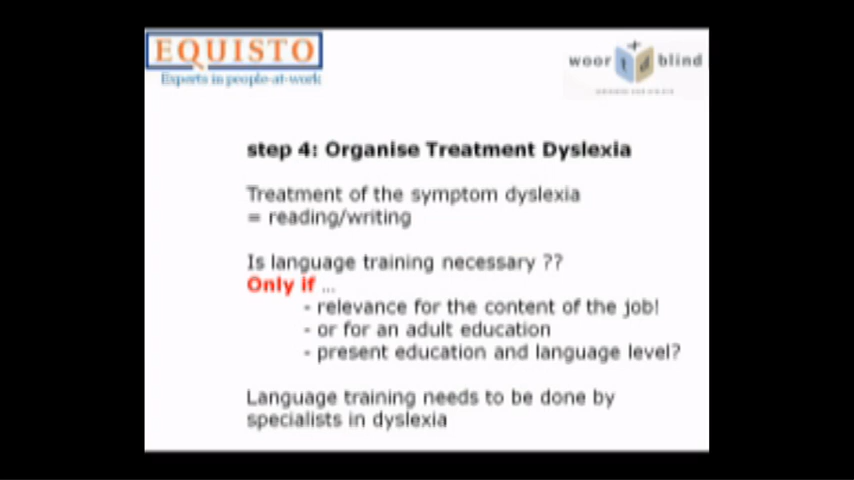 EQUISTO
Experts in people-at-work
woor t d blind
step 4: Organise Treatment Dyslexia
Treatment of the symptom dyslexia
= reading/writing
Is language training necessary ??
Only if ...
- relevance for the content of the job!
- or for an adult education
- present education and language level?
Language training needs to be done by
specialists in dyslexia